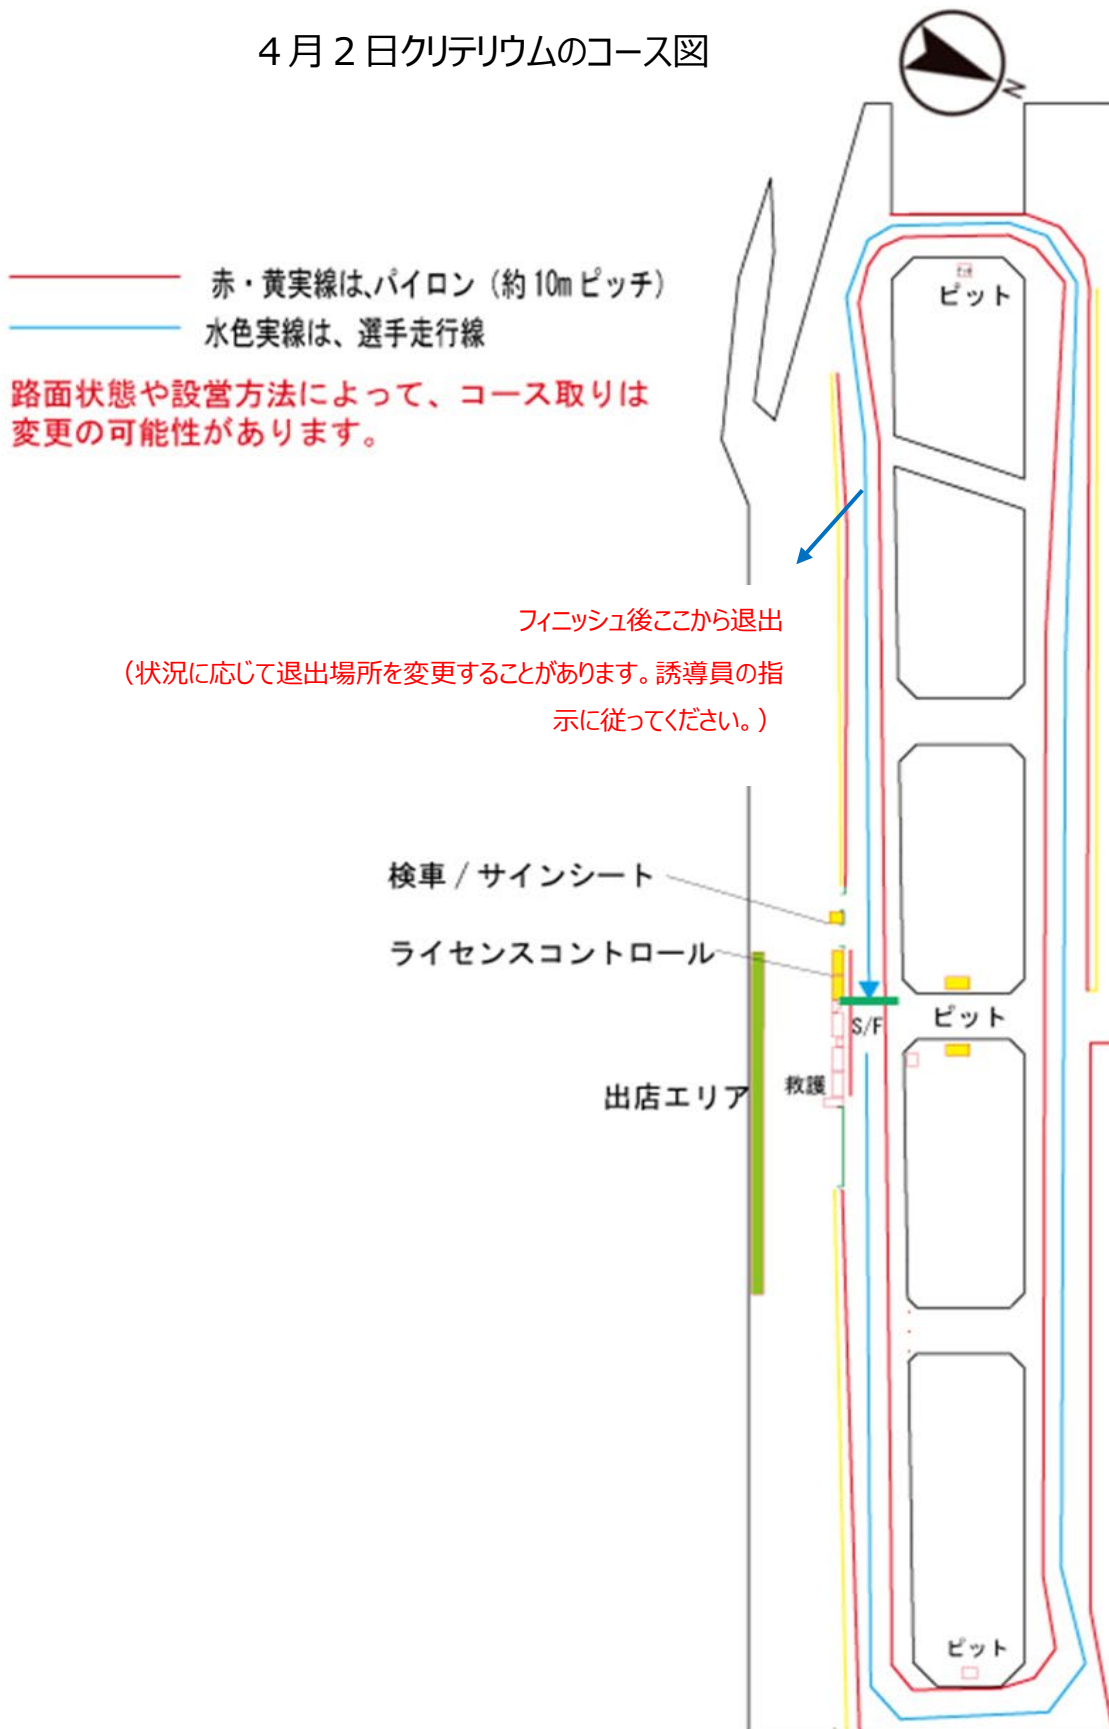 ４月２日クリテリウムのコース図
N
赤・黄実線は、パイロン（約10mピッチ）
水色実線は、選手走行線
路面状態や設営方法によって、コース取りは
変更の可能性があります。
ピット
フィニッシュ後ここから退出
（状況に応じて退出場所を変更することがあります。誘導員の指
示に従ってください。）
検車 / サインシート
ライセンスコントロール
S/F
ピット
救護
出店エリア
ピット